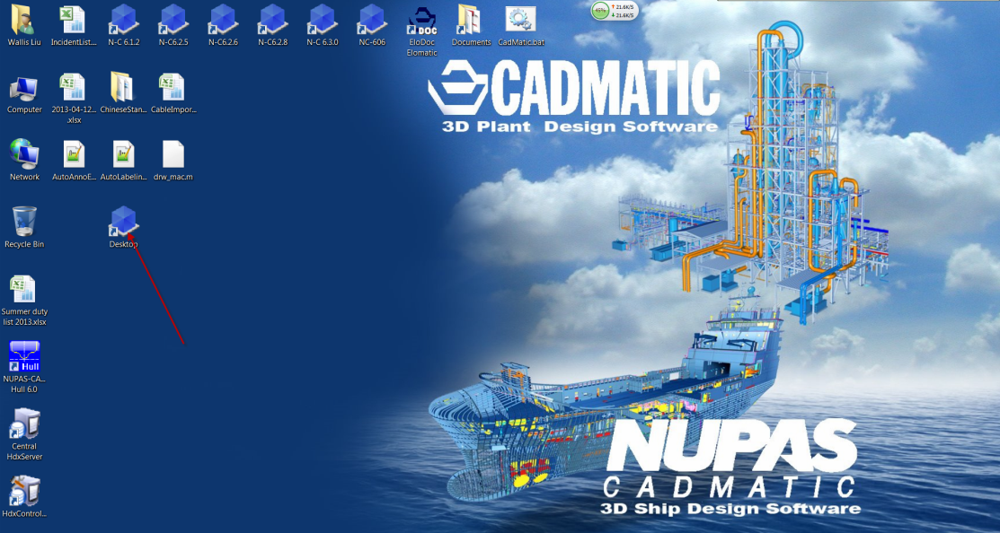 45%
21.6K/S
21.6K/S
Wallis Liu
IncidentList...
N-C 6.1.2
N-C6.2.5
N-C6.2.6
N-C6.2.8
N-C 6.3.0
NC-606
DOC
EloDoc
Elomatic
Documents
CadMatic.bat
Computer
2013-04-12...
.xlsx
ChineseStan...
CableImpor...
Network
AutoAnnoE...
AutoLabelin...
drw_mac.m
Recycle Bin
Desktop
Summer duty
list 2013.xlsx
Hull
NUPAS-CA...
Hull 6.0
Central
HdxServer
HdxControl...
CADMATIC
3D Plant Design Software
NUPAS
CADMATIC
3D Ship Design Software